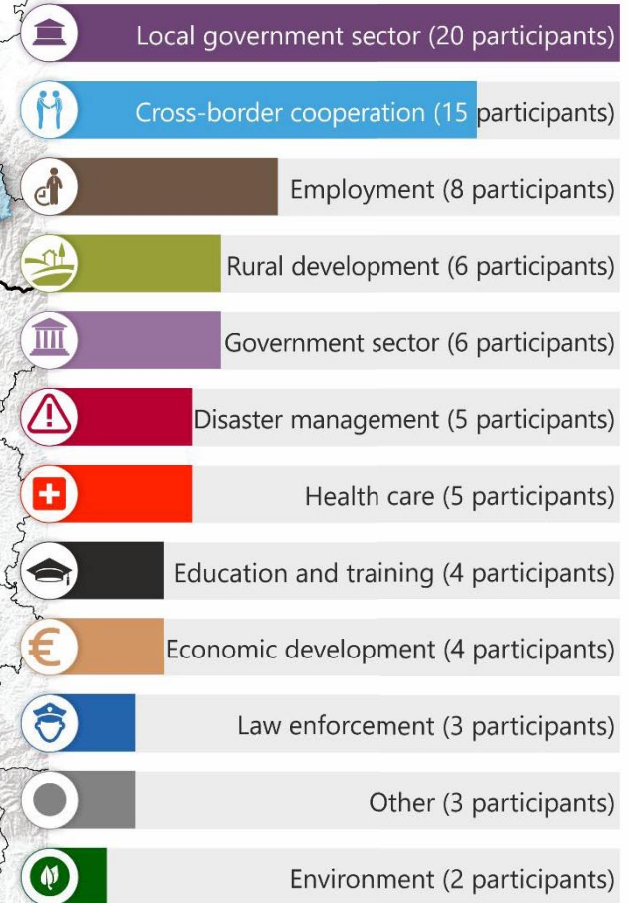 Local government sector (20 participants)
Cross-border cooperation (15 participants)
Employment (8 participants)
Rural development (6 participants)
Government sector (6 participants)
Disaster management (5 participants)
Health care (5 participants)
Education and training (4 participants)
Economic development (4 participants)
Law enforcement (3 participants)
Other (3 participants)
Environment (2 participants)